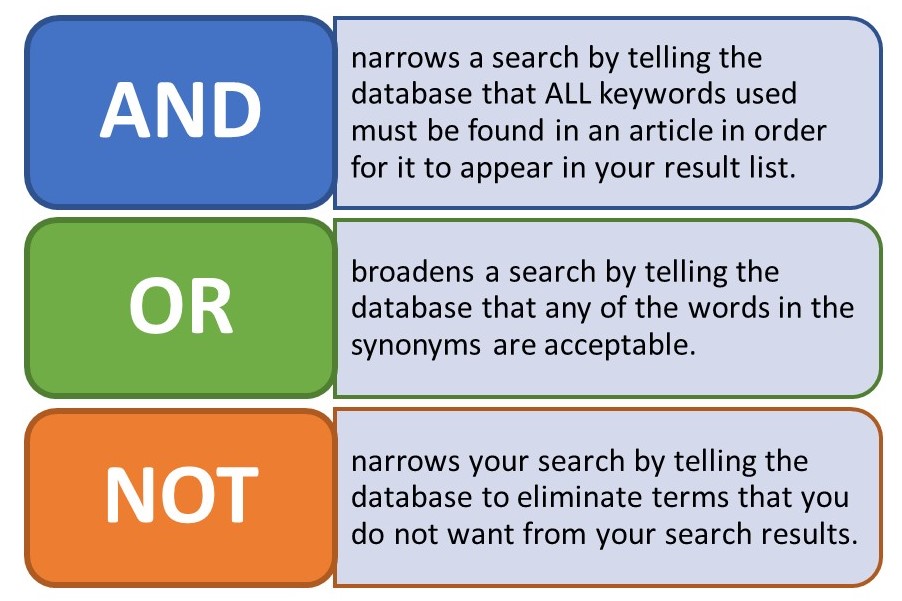 AND
narrows a search by telling the
database that ALL keywords used
must be found in an article in order
for it to appear in your result list.
OR
broadens a search by telling the
database that any of the words in the
synonyms are acceptable.
NOT
narrows your search by telling the
database to eliminate terms that you
do not want from your search results.